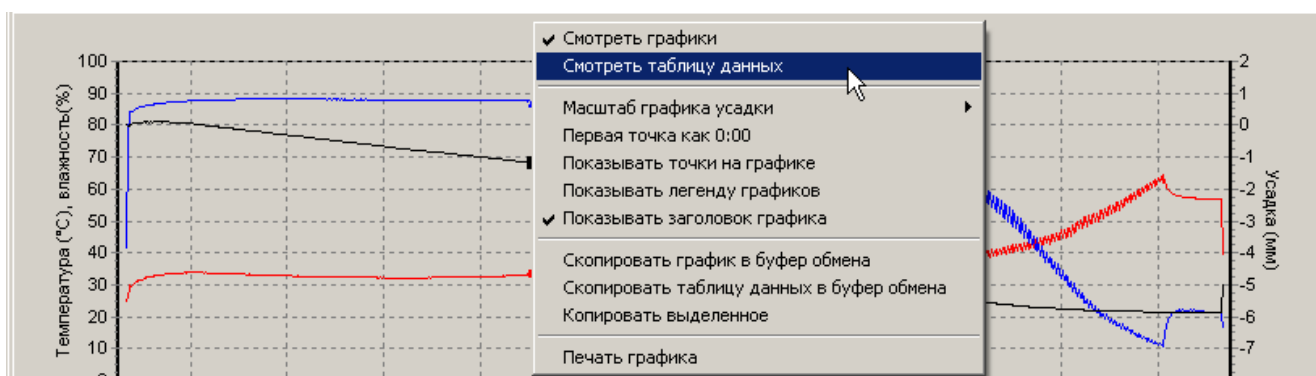 Смотреть графики
Смотреть таблицу данных
Масштаб графика усадки
Первая точка как 0:00
Показывать точки на графике
Показывать легенду графиков
Показывать заголовок графика
Скопировать график в буфер обмена
Скопировать таблицу данных в буфер обмена
Копировать выделенное
Печать графика
Температура (°C), влажность(%)
100
90
80
70
60
50
40
30
20
10
2
1
0
-1
-2
-3
-4
-5
-6
-7
Усадка (мм)